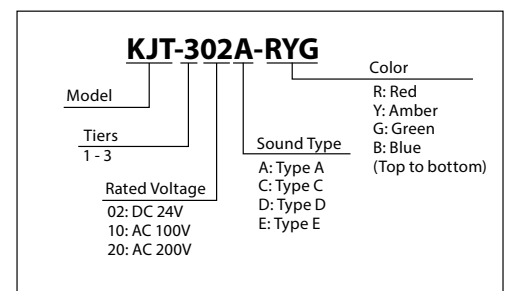 KJT-302A-RYG
Model
Tiers
1 - 3
Rated Voltage
02: DC 24V
10: AC 100V
20: AC 200V
Sound Type
A: Type A
C: Type C
D: Type D
E: Type E
Color
R: Red
Y: Amber
G: Green
B: Blue
(Top to bottom)